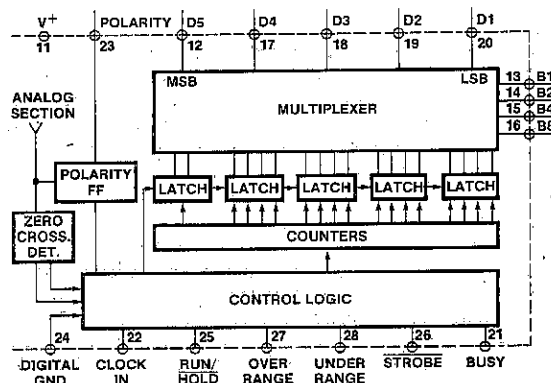 V+ POLARITY D5 D4 D3 D2 D1
11 23 12 17 18 19 20
MSB LSB
MULTIPLEXER
13 B1
14 B2
15 B4
16 B8
ANALOG
SECTION
POLARITY
FF
LATCH LATCH LATCH LATCH LATCH
ZERO
CROSS.
DET.
COUNTERS
CONTROL LOGIC
24 22 25 27 28 26 21
DIGITAL CLOCK RUN/ OVER UNDER STROBE BUSY
GND IN HOLD RANGE RANGE